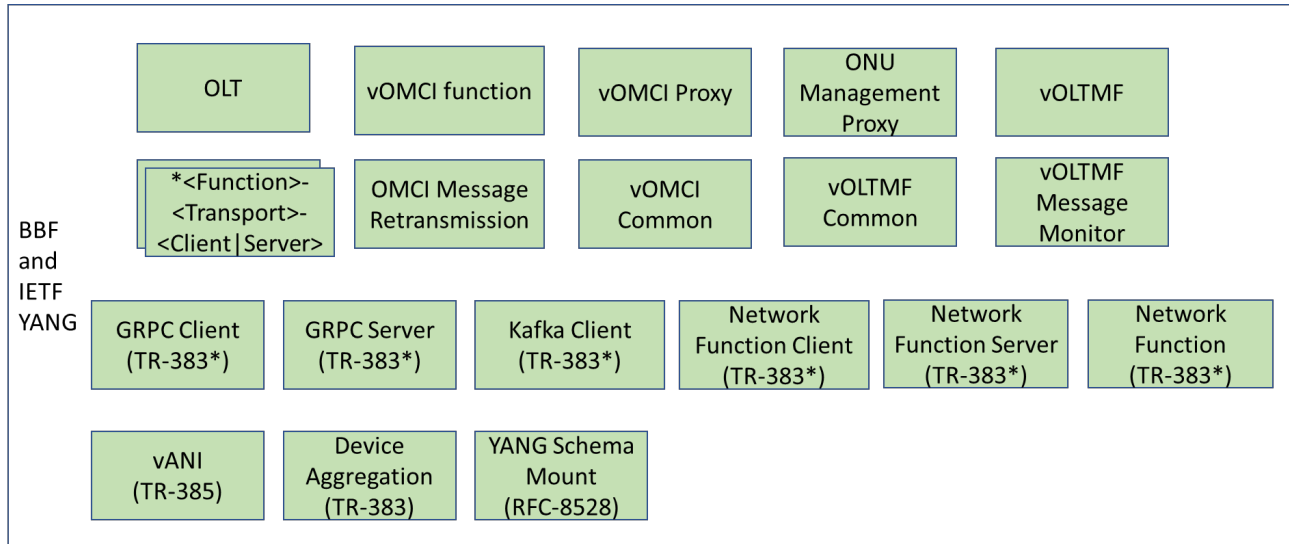 OLT
vOMCI function
vOMCI Proxy
ONU
Management
Proxy
vOLTMF
*<Function>-
<Transport>-
<Client|Server>
OMCI Message
Retransmission
vOMCI
Common
vOLTMF
Common
vOLTMF
Message
Monitor
BBF
and
IETF
YANG
GRPC Client
(TR-383*)
GRPC Server
(TR-383*)
Kafka Client
(TR-383*)
Network
Function Client
(TR-383*)
Network
Function Server
(TR-383*)
Network
Function
(TR-383*)
vANI
(TR-385)
Device
Aggregation
(TR-383)
YANG Schema
Mount
(RFC-8528)